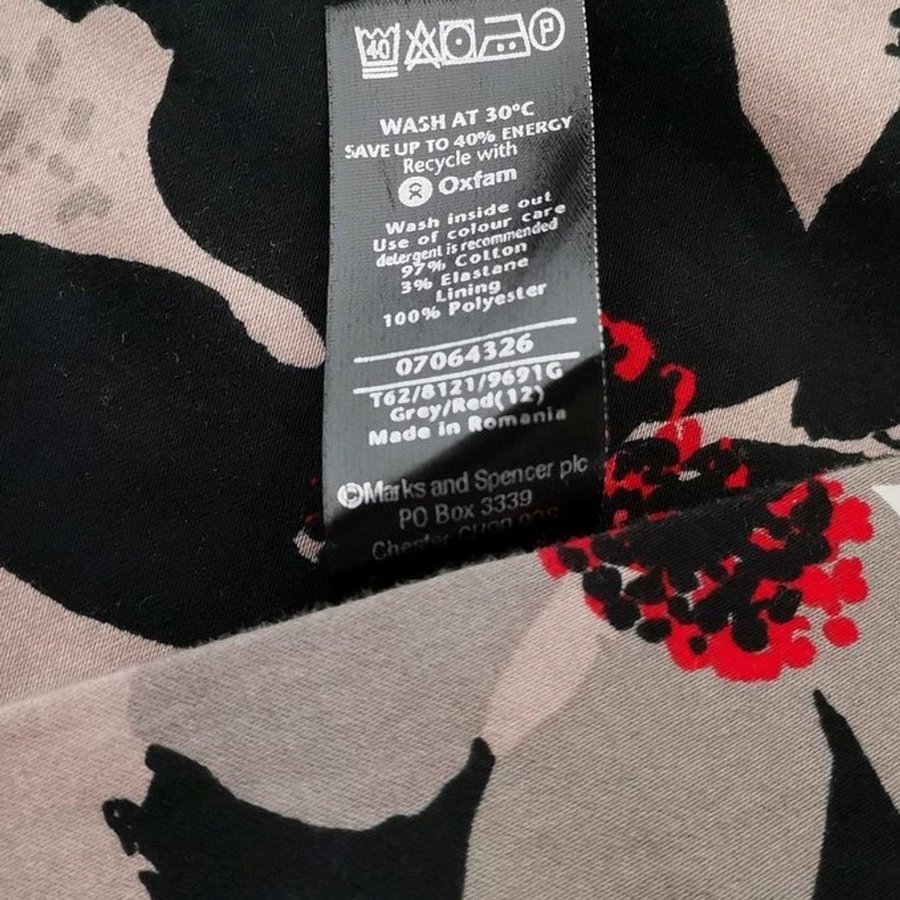 40 P
WASH AT 30°C
SAVE UP TO 40% ENERGY
Recycle with
Oxfam
Wash inside out
Use of colour care
detergent is recommended
97% Cotton
3% Elastane
Lining
100% Polyester
07064326
T62/8121/9691G
Grey/Red(12)
Made in Romania
©Marks and Spencer plc
PO Box 3339
Chester